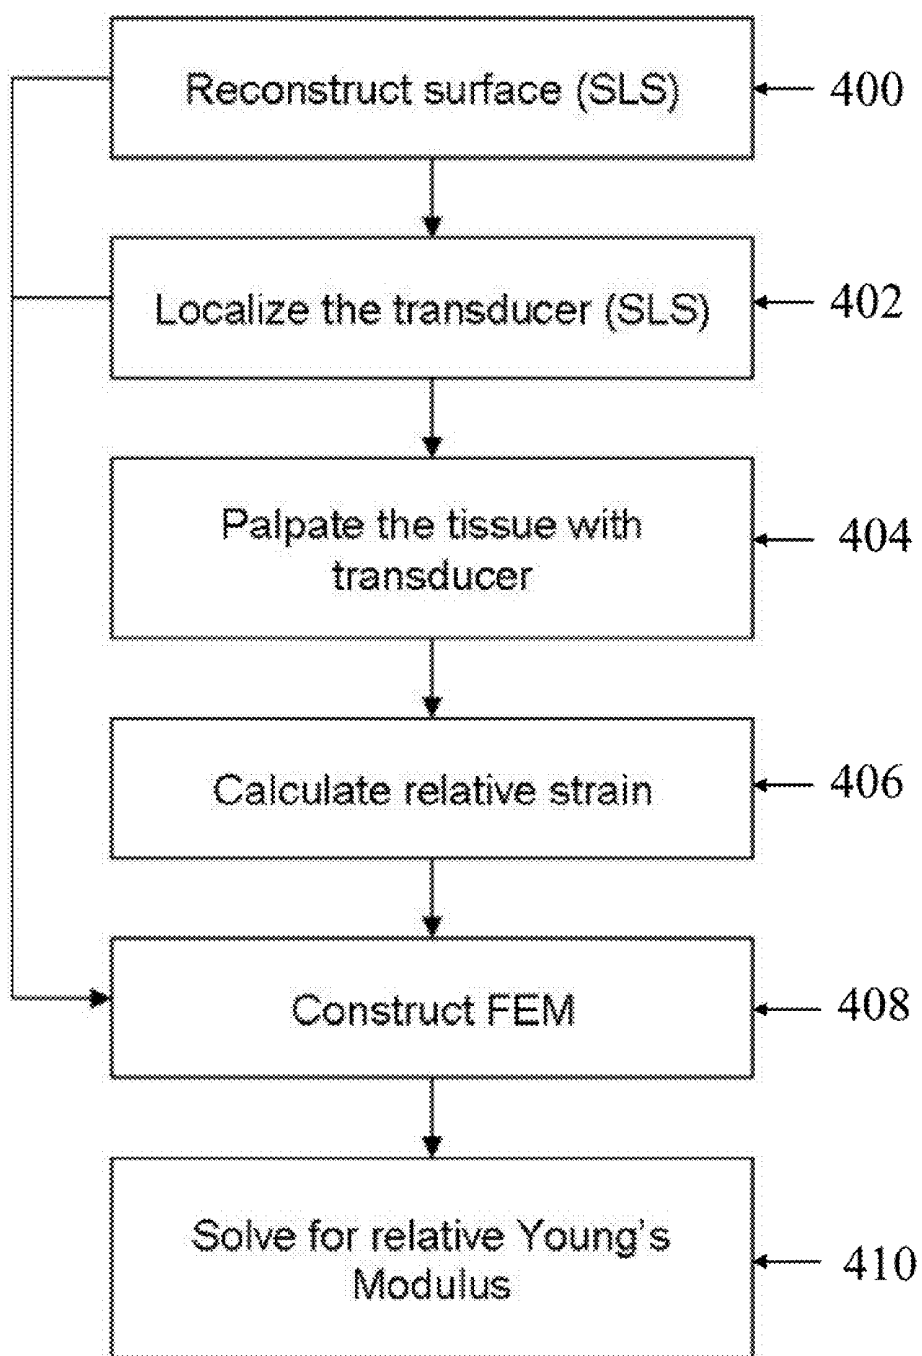 Reconstruct surface (SLS)
400
Localize the transducer (SLS)
402
Palpate the tissue with
transducer
404
Calculate relative strain
406
Construct FEM
408
Solve for relative Young's
Modulus
410